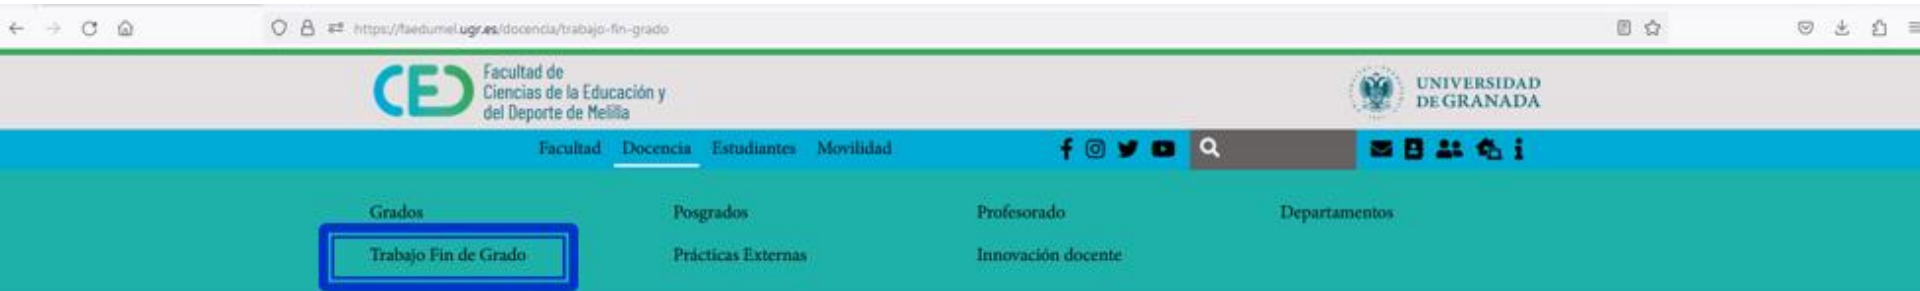 https://faedumel.ugr.es/docencia/trabajo-fin-grado
Facultad de
Ciencias de la Educación y
del Deporte de Melilla
UNIVERSIDAD
DE GRANADA
Facultad Docencia Estudiantes Movilidad
Grados Posgrados Profesorado Departamentos
Trabajo Fin de Grado Prácticas Externas Innovación docente